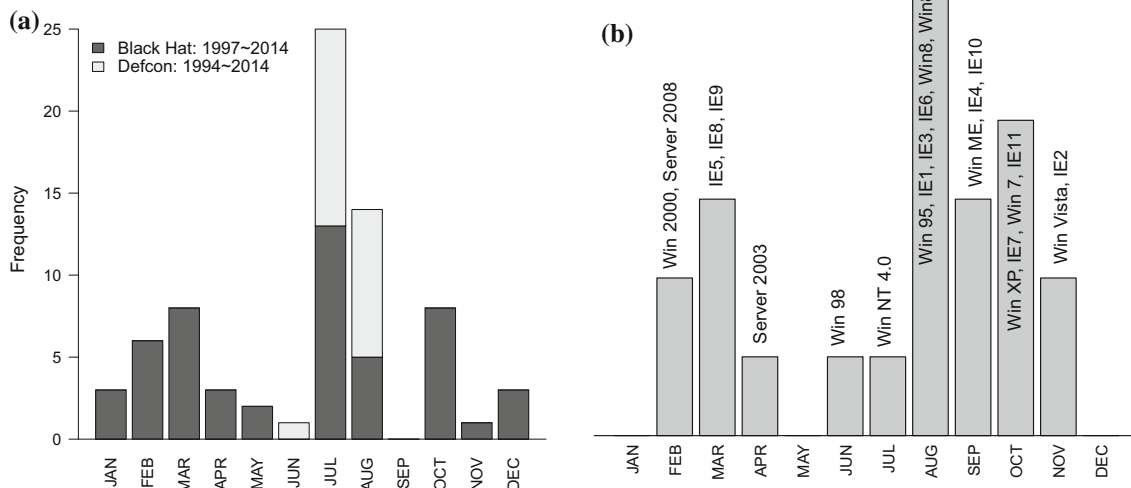 (a)
25
20
15
10
5
0
Frequency
Black Hat: 1997~2014
Defcon: 1994~2014
JAN
FEB
MAR
APR
MAY
JUN
JUL
AUG
SEP
OCT
NOV
DEC
(b)
Win 2000, Server 2008
IE5, IE8, IE9
Server 2003
Win 98
Win NT 4.0
Win 95, IE1, IE3, IE6, Win8,
Win ME, IE4, IE10
Win XP, IE7, Win 7, IE11
Win Vista, IE2
JAN
FEB
MAR
APR
MAY
JUN
JUL
AUG
SEP
OCT
NOV
DEC